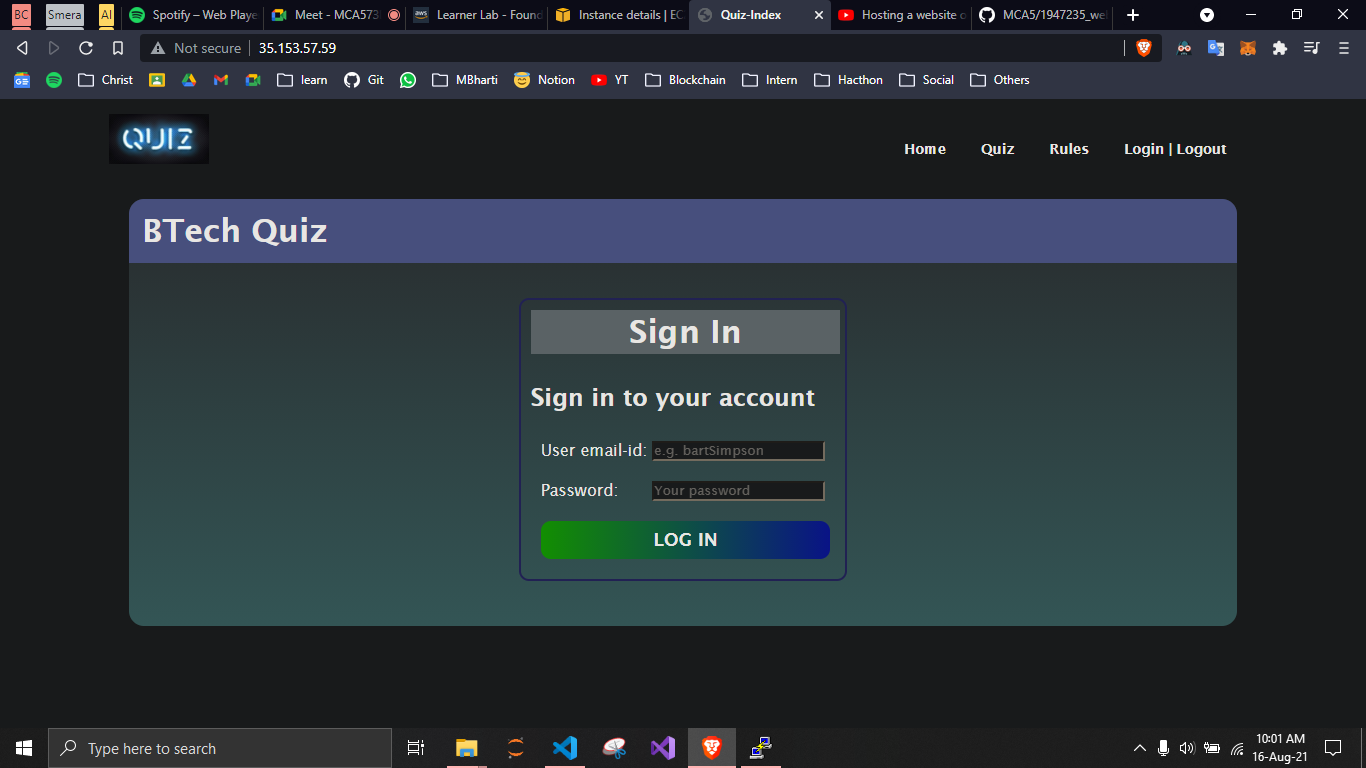 BC Smera AI Spotify – Web Playe Meet - MCA573 Learner Lab - Found Instance details | EC Quiz-Index Hosting a website o MCA5/1947235_we
Not secure 35.153.57.59
Christ learn Git MBharti Notion YT Blockchain Intern Hacthon Social Others
QUIZ
Home Quiz Rules Login | Logout
BTech Quiz
Sign In
Sign in to your account
User email-id: e.g. bartSimpson
Password: Your password
LOG IN
Type here to search
10:01 AM
16-Aug-21